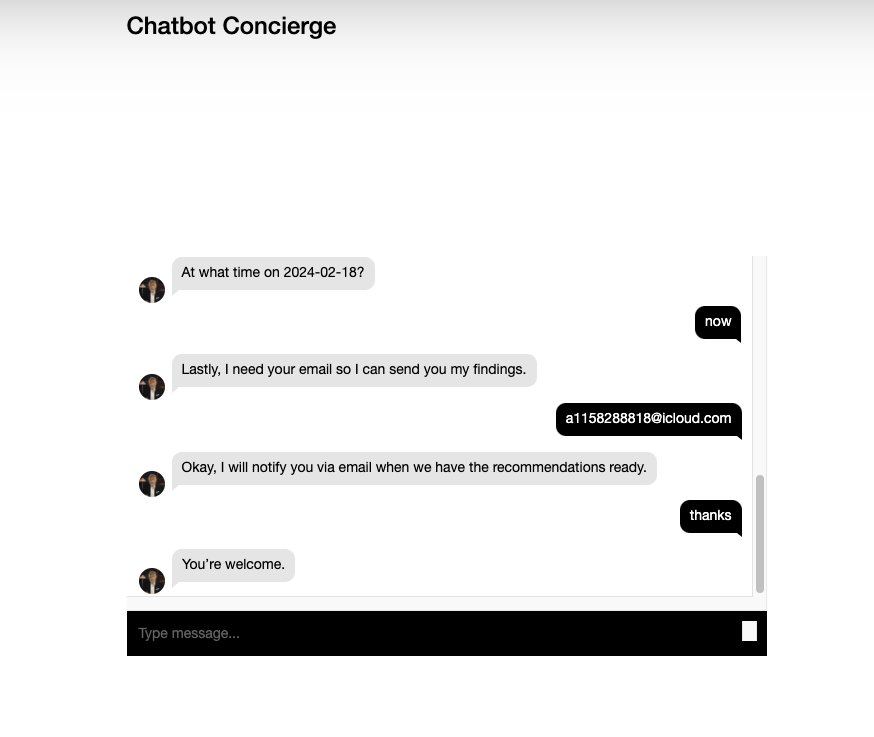 Chatbot Concierge
At what time on 2024-02-18?
now
Lastly, I need your email so I can send you my findings.
a1158288818@icloud.com
Okay, I will notify you via email when we have the recommendations ready.
thanks
You’re welcome.
Type message...